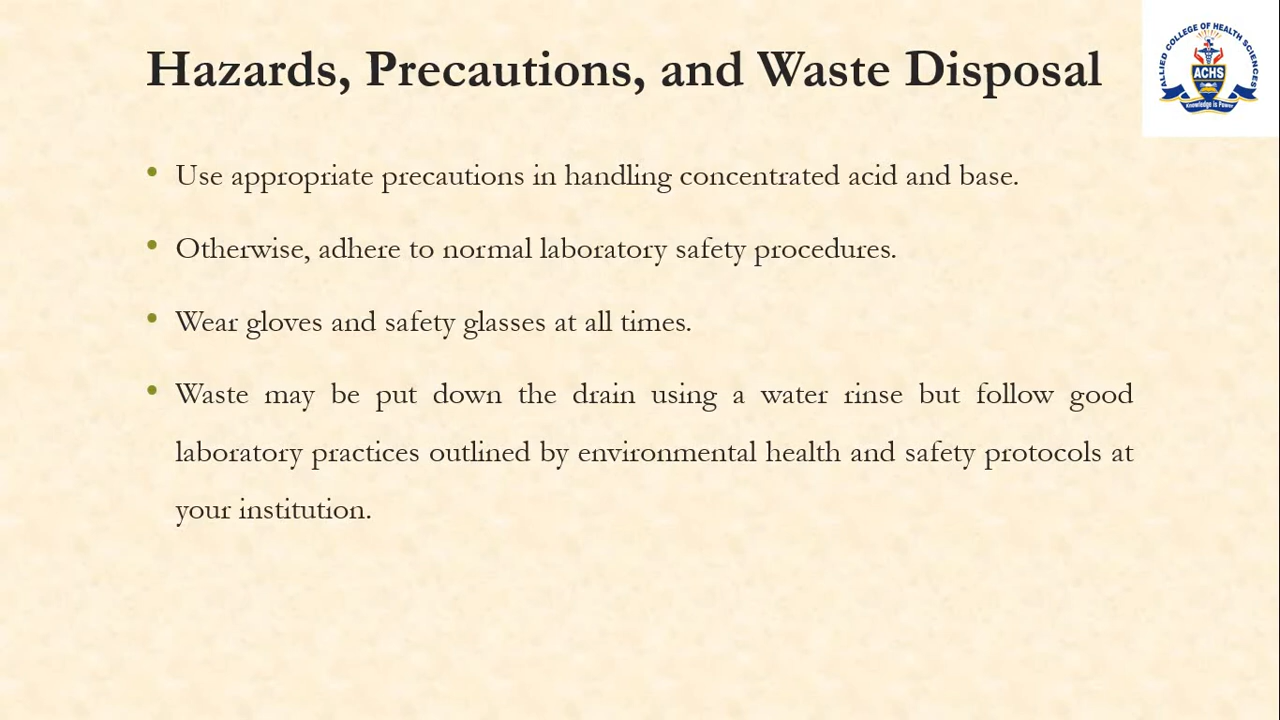 Hazards, Precautions, and Waste Disposal
ALLIED COLLEGE OF HEALTH SCIENCES
ACHS
Knowledge is Power
• Use appropriate precautions in handling concentrated acid and base.
• Otherwise, adhere to normal laboratory safety procedures.
• Wear gloves and safety glasses at all times.
• Waste may be put down the drain using a water rinse but follow good
laboratory practices outlined by environmental health and safety protocols at
your institution.